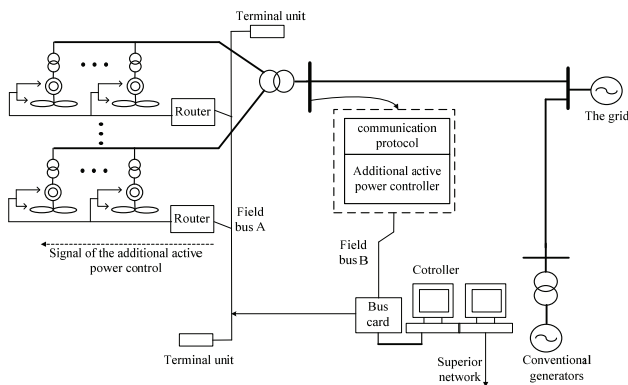 Terminal unit
Router
The grid
communication
protocol
Additional active
power controller
Router
Field
bus A
Signal of the additional active
power control
Field
bus B
Cotroller
Bus
card
Terminal unit
Superior
network
Conventional
generators